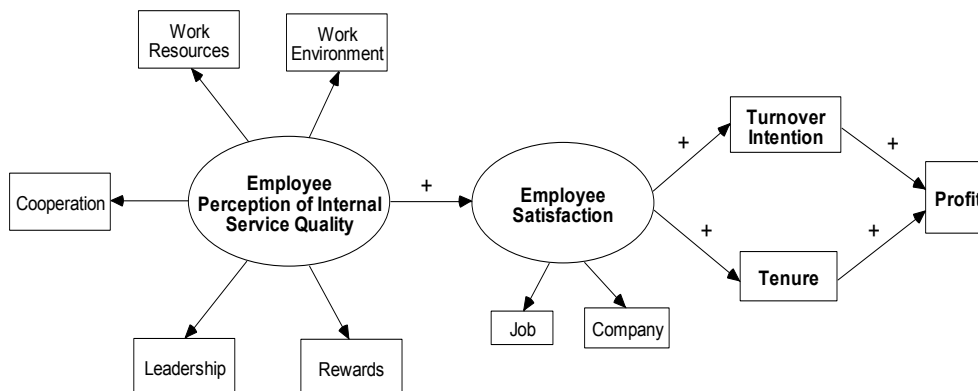 Work
Resources
Work
Environment
Cooperation
Employee
Perception of Internal
Service Quality
+
Employee
Satisfaction
+
+
Turnover
Intention
Tenure
+
+
Profit
Leadership
Rewards
Job
Company